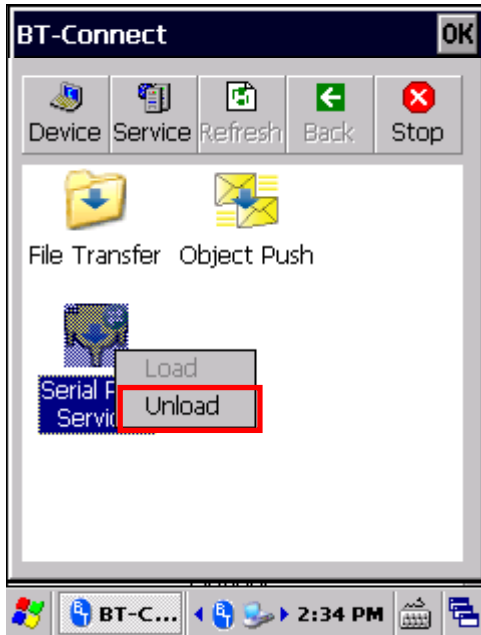 BT-Connect OK
Device Service Refresh Back Stop
File Transfer Object Push
Load
Serial
Unload
BT-C... 2:34 PM